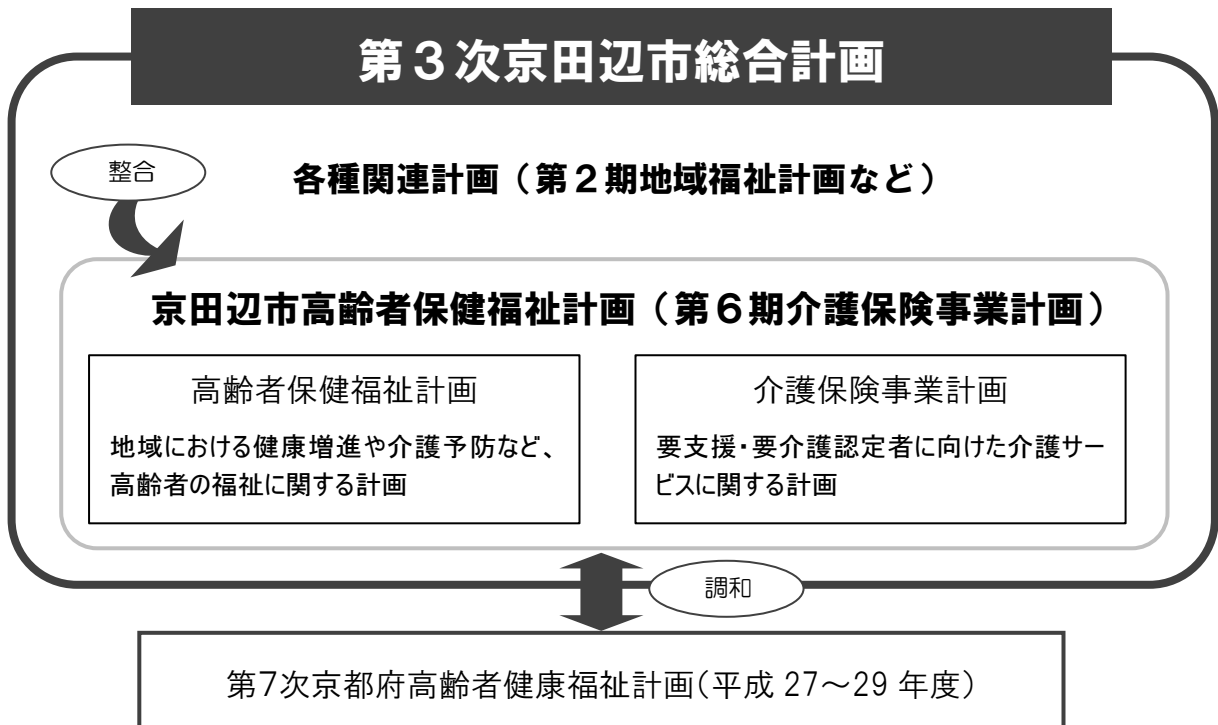 第３次京田辺市総合計画
整合
各種関連計画（第２期地域福祉計画など）
京田辺市高齢者保健福祉計画（第６期介護保険事業計画）
高齢者保健福祉計画
地域における健康増進や介護予防など、
高齢者の福祉に関する計画
介護保険事業計画
要支援・要介護認定者に向けた介護サー
ビスに関する計画
調和
第7次京都府高齢者健康福祉計画(平成 27～29 年度)